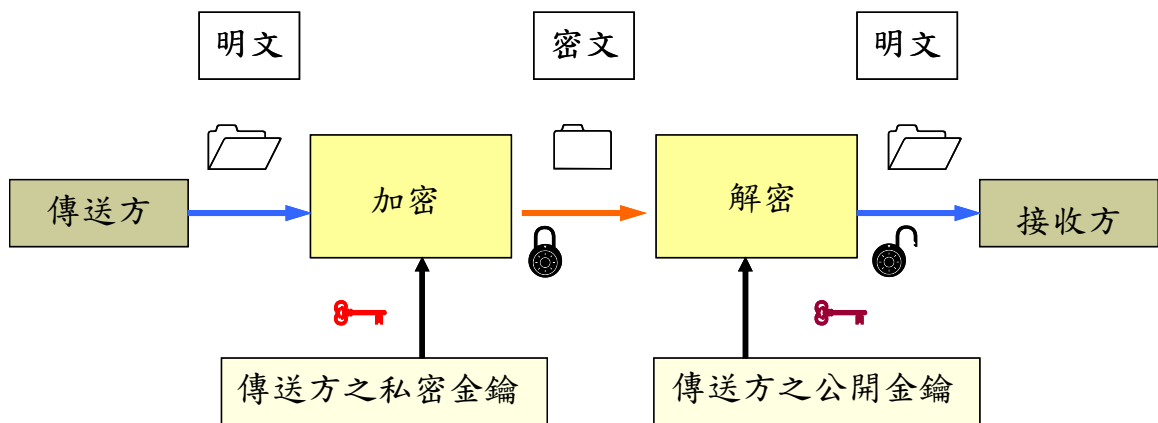 明文
密文
明文
傳送方
加密
解密
接收方
傳送方之私密金鑰
傳送方之公開金鑰